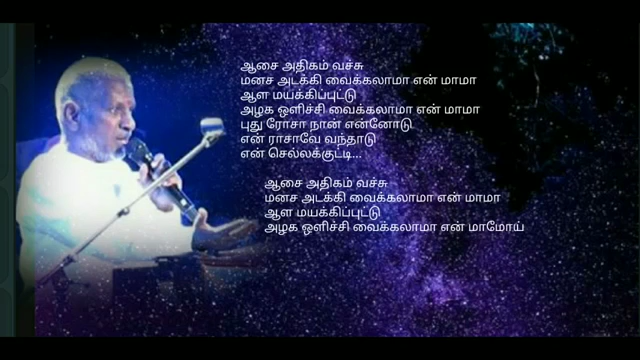 ஆசை அதிகம் வச்சு
மனச அடக்கி வைக்கலாமா என் மாமா
ஆள மயக்கிப்புட்டு
அழக ஒளிச்சி வைக்கலாமா என் மாமா
புது ரோசா நான் என்னோடு
என் ராசாவே வந்தாடு
என் செல்லக்குட்டி...
ஆசை அதிகம் வச்சு
மனச அடக்கி வைக்கலாமா என் மாமா
ஆள மயக்கிப்புட்டு
அழக ஒளிச்சி வைக்கலாமா என் மாமோய்